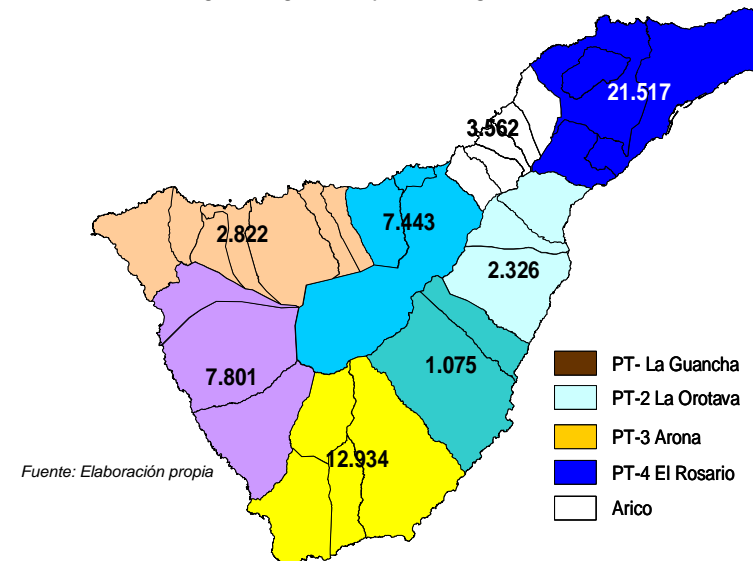 21.517
3.562
7.443
2.822
2.326
1.075
7.801
12.934
PT- La Guancha
PT-2 La Orotava
PT-3 Arona
PT-4 El Rosario
Arico
Fuente: Elaboración propia